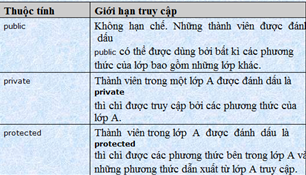 Thuộc tính Giới hạn truy cập
public Không hạn chế. Những thành viên được đánh
dấu
public có thể được dùng bởi bất kì các phương
thức của lớp bao gồm những lớp khác.
private Thành viên trong một lớp A được đánh dấu là
private
thì chỉ được truy cập bởi các phương thức của
lớp A.
protected Thành viên trong lớp A được đánh dấu là
protected
thì chỉ được các phương thức bên trong lớp A và
những phương thức dẫn xuất từ lớp A truy cập.